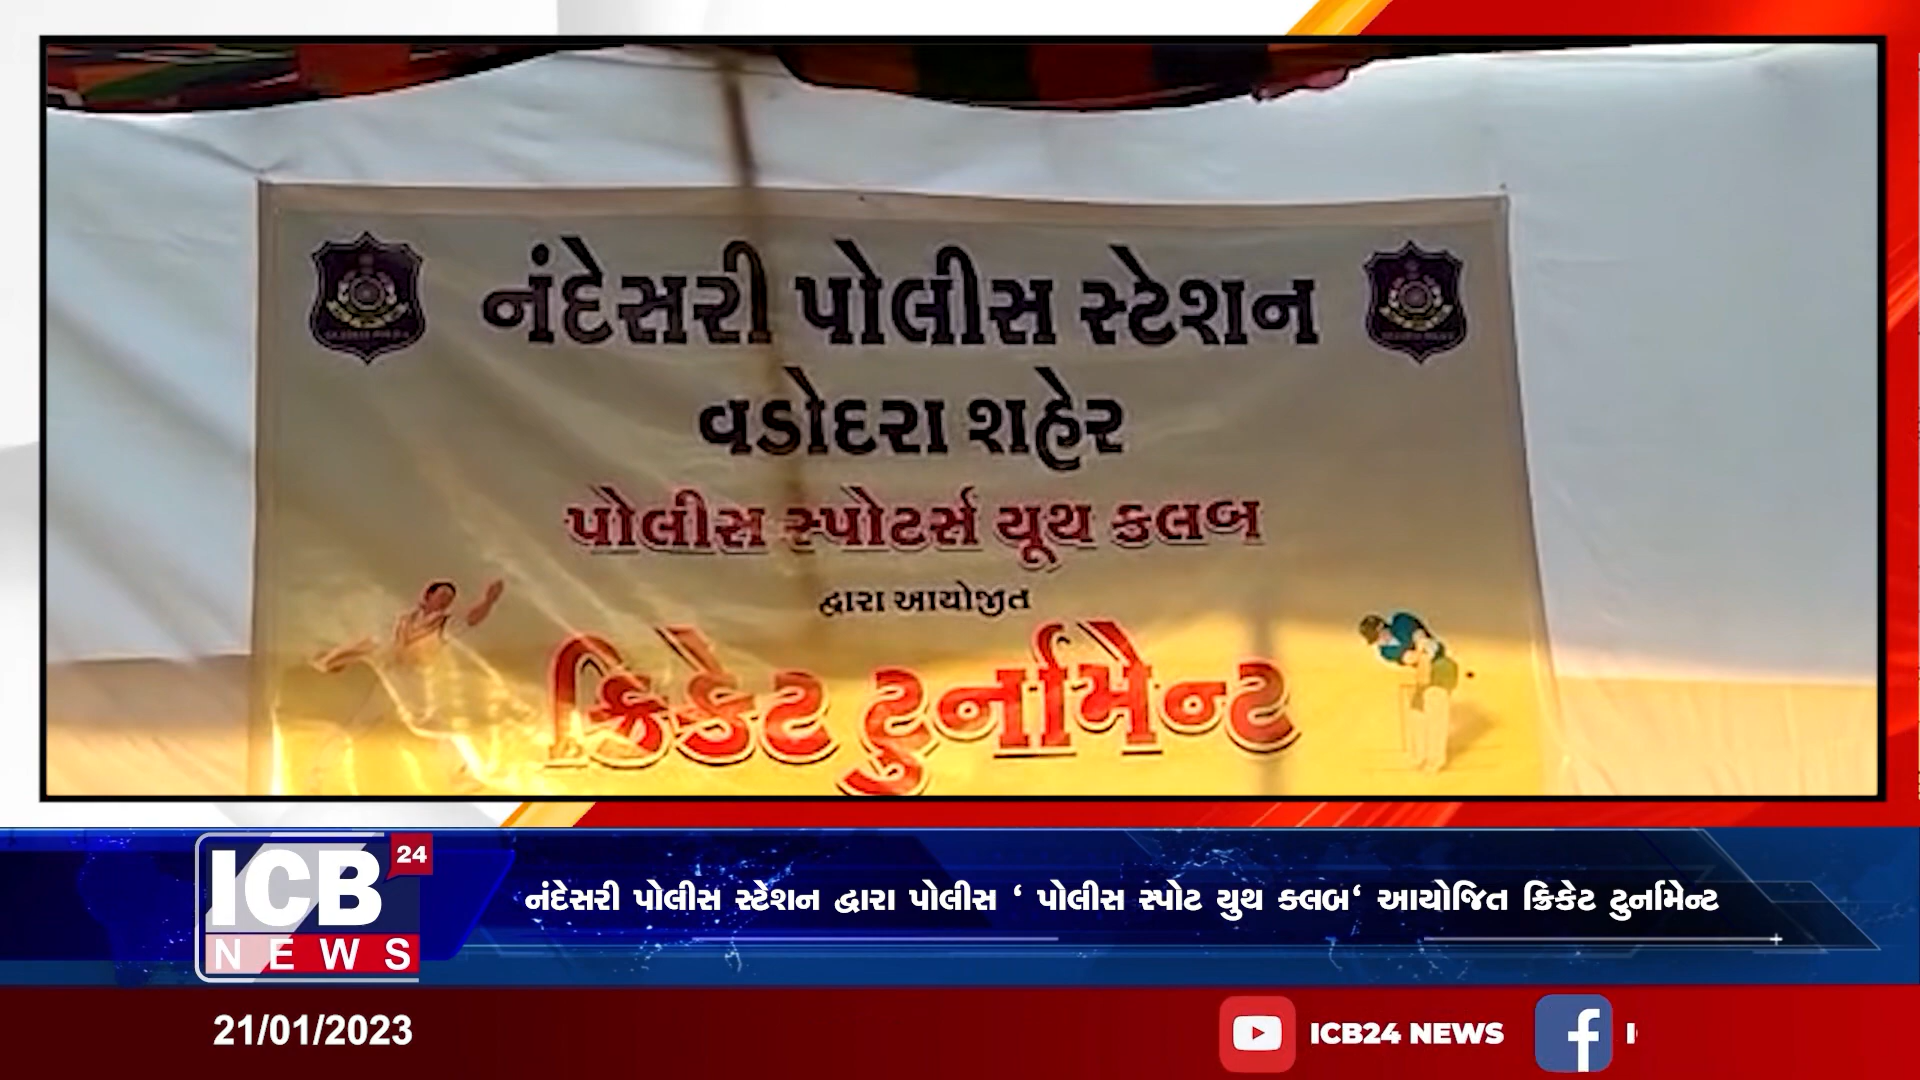 નંદેસરી પોલીસ સ્ટેશન
વડોદરા શહેર
પોલીસ સ્પોટર્સ યૂથ કલબ
દ્વારા આયોજીત
ક્રિકેટ ટુર્નામેન્ટ
ICB 24
NEWS
નંદેસરી પોલીસ સ્ટેશન દ્વારા પોલીસ ‘ પોલીસ સ્પોટ યુથ ક્લબ‘ આયોજિત ક્રિકેટ ટુર્નામેન્ટ
21/01/2023
ICB24 NEWS